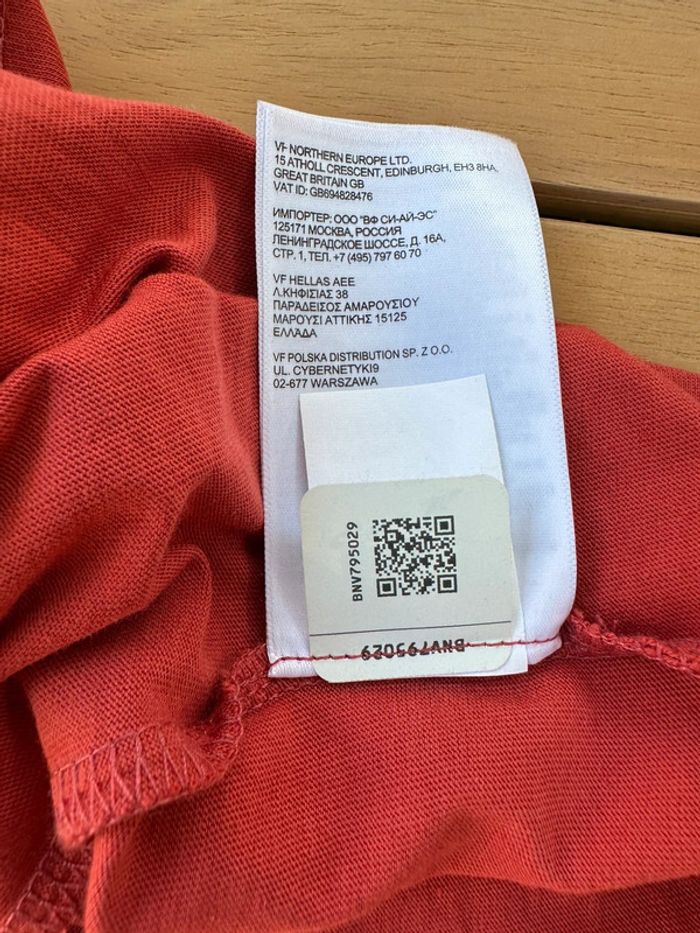 VF NORTHERN EUROPE LTD.
15 ATHOLL CRESCENT, EDINBURGH, EH3 8HA,
GREAT BRITAIN GB
VAT ID: GB694828476
ИМПОРТЕР: ООО "ВФ СИ-АЙ-ЭС"
125171 МОСКВА, РОССИЯ
ЛЕНИНГРАДСКОЕ ШОССЕ, Д. 16А,
СТР. 1, ТЕЛ. +7 (495) 797 60 70
VF HELLAS AEE
Λ.ΚΗΦΙΣΙΑΣ 38
ΠΑΡΑΔΕΙΣΟΣ ΑΜΑΡΟΥΣΙΟΥ
ΜΑΡΟΥΣΙ ΑΤΤΙΚΗΣ 15125
ΕΛΛΑΔΑ
VF POLSKA DISTRIBUTION SP. Z O.O.
UL. CYBERNETYKI9
02-677 WARSZAWA
BNV795029
BNV795029